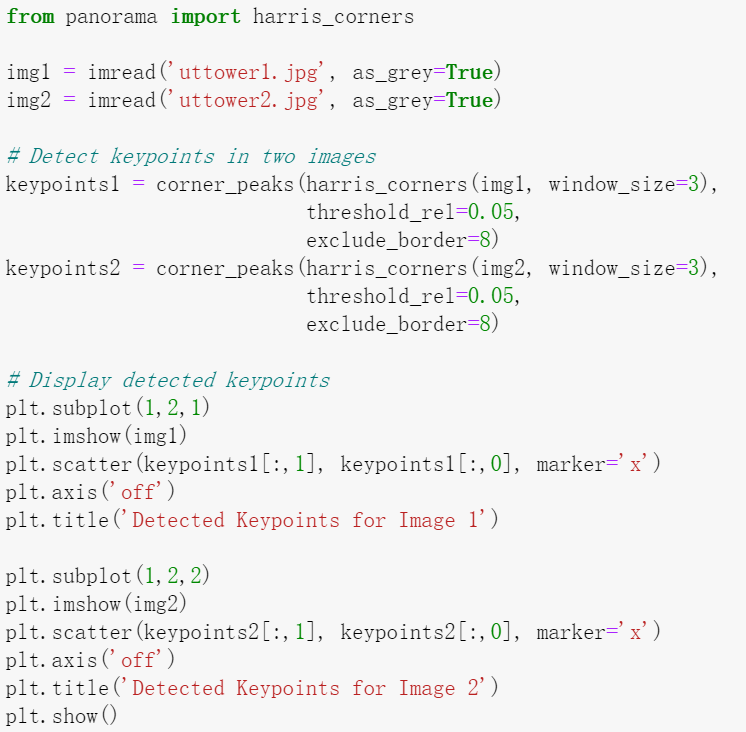 from panorama import harris_corners

img1 = imread('uttower1.jpg', as_grey=True)
img2 = imread('uttower2.jpg', as_grey=True)

# Detect keypoints in two images
keypoints1 = corner_peaks(harris_corners(img1, window_size=3),
                          threshold_rel=0.05,
                          exclude_border=8)
keypoints2 = corner_peaks(harris_corners(img2, window_size=3),
                          threshold_rel=0.05,
                          exclude_border=8)

# Display detected keypoints
plt.subplot(1,2,1)
plt.imshow(img1)
plt.scatter(keypoints1[:,1], keypoints1[:,0], marker='x')
plt.axis('off')
plt.title('Detected Keypoints for Image 1')

plt.subplot(1,2,2)
plt.imshow(img2)
plt.scatter(keypoints2[:,1], keypoints2[:,0], marker='x')
plt.axis('off')
plt.title('Detected Keypoints for Image 2')
plt.show()